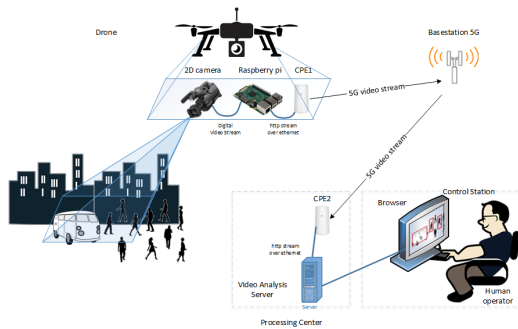 Drone
Basestation 5G
2D camera
Raspberry pi
CPE1
5G video stream
Digital
video stream
http stream
over ethernet
5G video stream
Control Station
CPE2
Browser
http stream
over ethernet
Video Analysis
Server
Server
Human
operator
Processing Center